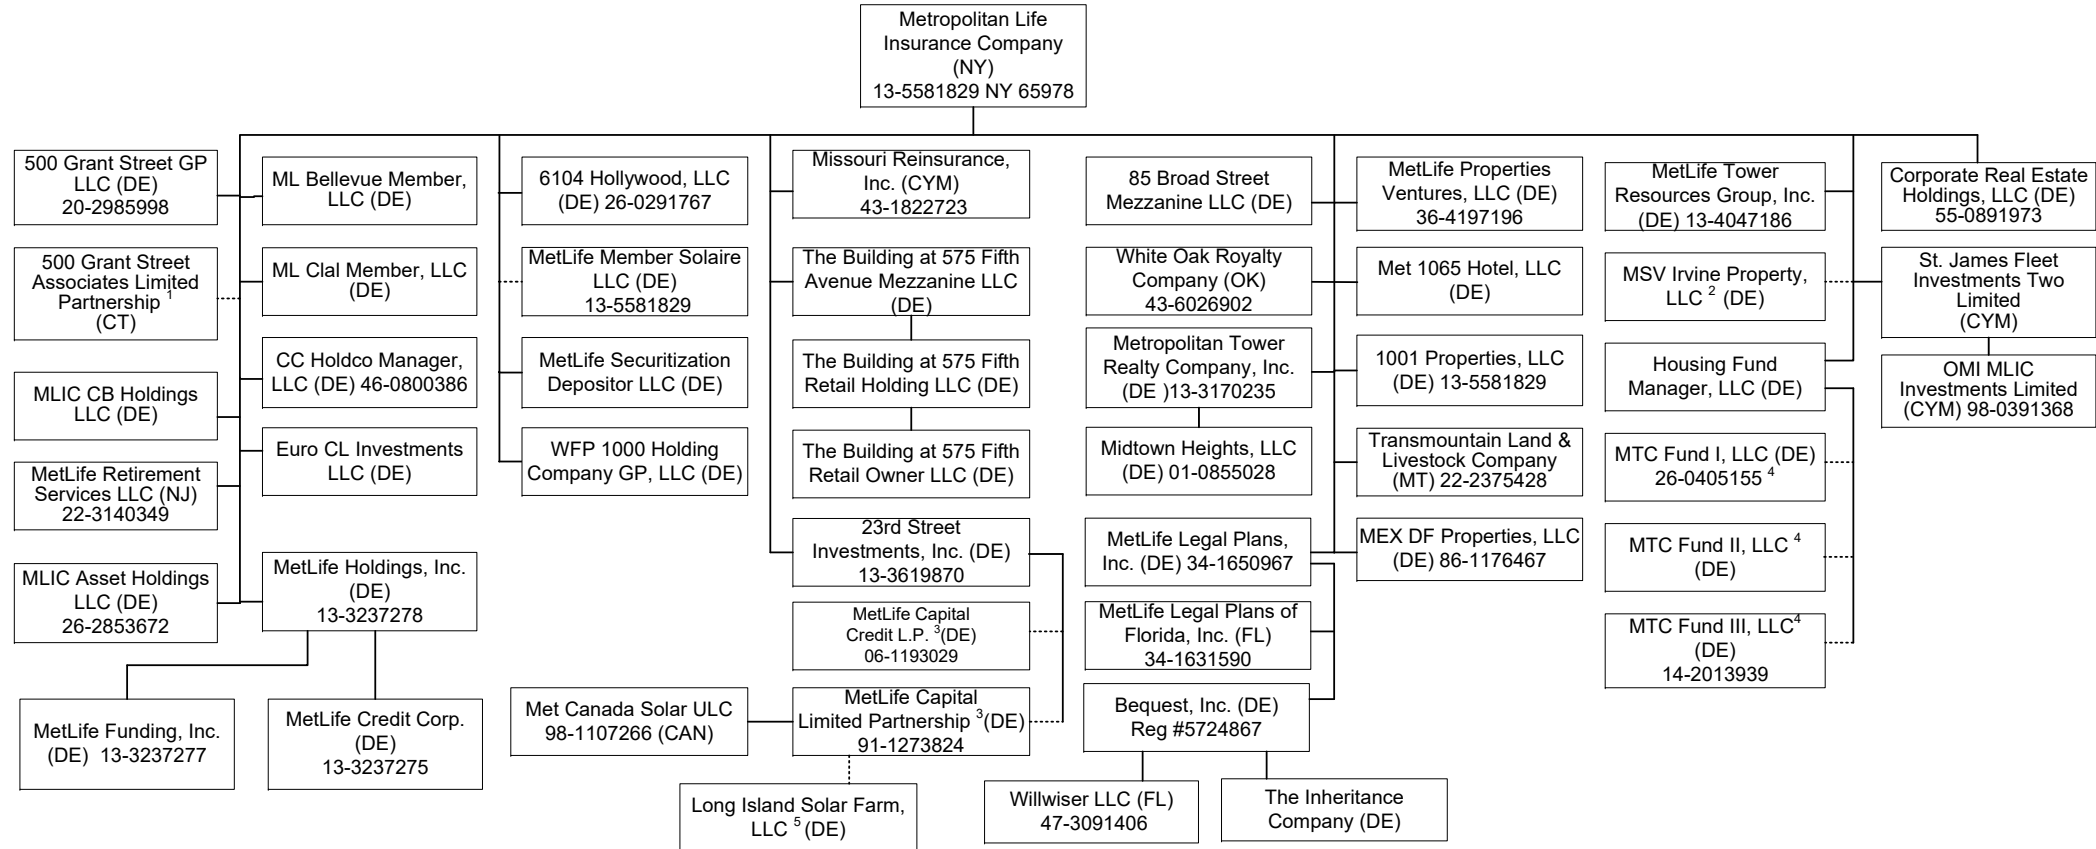 Metropolitan Life
Insurance Company
(NY)
13-5581829 NY 65978
500 Grant Street GP
LLC (DE)
20-2985998
500 Grant Street
Associates Limited
Partnership 1
(CT)
MLIC CB Holdings
LLC (DE)
MetLife Retirement
Services LLC (NJ)
22-3140349
MLIC Asset Holdings
LLC (DE)
26-2853672
ML Bellevue Member,
LLC (DE)
ML Clal Member, LLC
(DE)
CC Holdco Manager,
LLC (DE) 46-0800386
Euro CL Investments
LLC (DE)
MetLife Holdings, Inc.
(DE)
13-3237278
MetLife Funding, Inc.
(DE) 13-3237277
MetLife Credit Corp.
(DE)
13-3237275
6104 Hollywood, LLC
(DE) 26-0291767
MetLife Member Solaire
LLC (DE)
13-5581829
MetLife Securitization
Depositor LLC (DE)
WFP 1000 Holding
Company GP, LLC (DE)
Missouri Reinsurance,
Inc. (CYM)
43-1822723
The Building at 575 Fifth
Avenue Mezzanine LLC
(DE)
The Building at 575 Fifth
Retail Holding LLC (DE)
The Building at 575 Fifth
Retail Owner LLC (DE)
23rd Street
Investments, Inc. (DE)
13-3619870
MetLife Capital
Credit L.P. 3(DE)
06-1193029
MetLife Capital
Limited Partnership 3(DE)
91-1273824
Met Canada Solar ULC
98-1107266 (CAN)
Long Island Solar Farm,
LLC 5 (DE)
85 Broad Street
Mezzanine LLC (DE)
White Oak Royalty
Company (OK)
43-6026902
Metropolitan Tower
Realty Company, Inc.
(DE )13-3170235
Midtown Heights, LLC
(DE) 01-0855028
MetLife Legal Plans,
Inc. (DE) 34-1650967
MetLife Legal Plans of
Florida, Inc. (FL)
34-1631590
Bequest, Inc. (DE)
Reg #5724867
Willwiser LLC (FL)
47-3091406
The Inheritance
Company (DE)
MetLife Properties
Ventures, LLC (DE)
36-4197196
Met 1065 Hotel, LLC
(DE)
1001 Properties, LLC
(DE) 13-5581829
Transmountain Land &
Livestock Company
(MT) 22-2375428
MEX DF Properties, LLC
(DE) 86-1176467
MetLife Tower
Resources Group, Inc.
(DE) 13-4047186
MSV Irvine Property,
LLC 2 (DE)
Housing Fund
Manager, LLC (DE)
MTC Fund I, LLC (DE)
26-0405155 4
MTC Fund II, LLC 4
(DE)
MTC Fund III, LLC4
(DE)
14-2013939
Corporate Real Estate
Holdings, LLC (DE)
55-0891973
St. James Fleet
Investments Two
Limited
(CYM)
OMI MLIC
Investments Limited
(CYM) 98-0391368